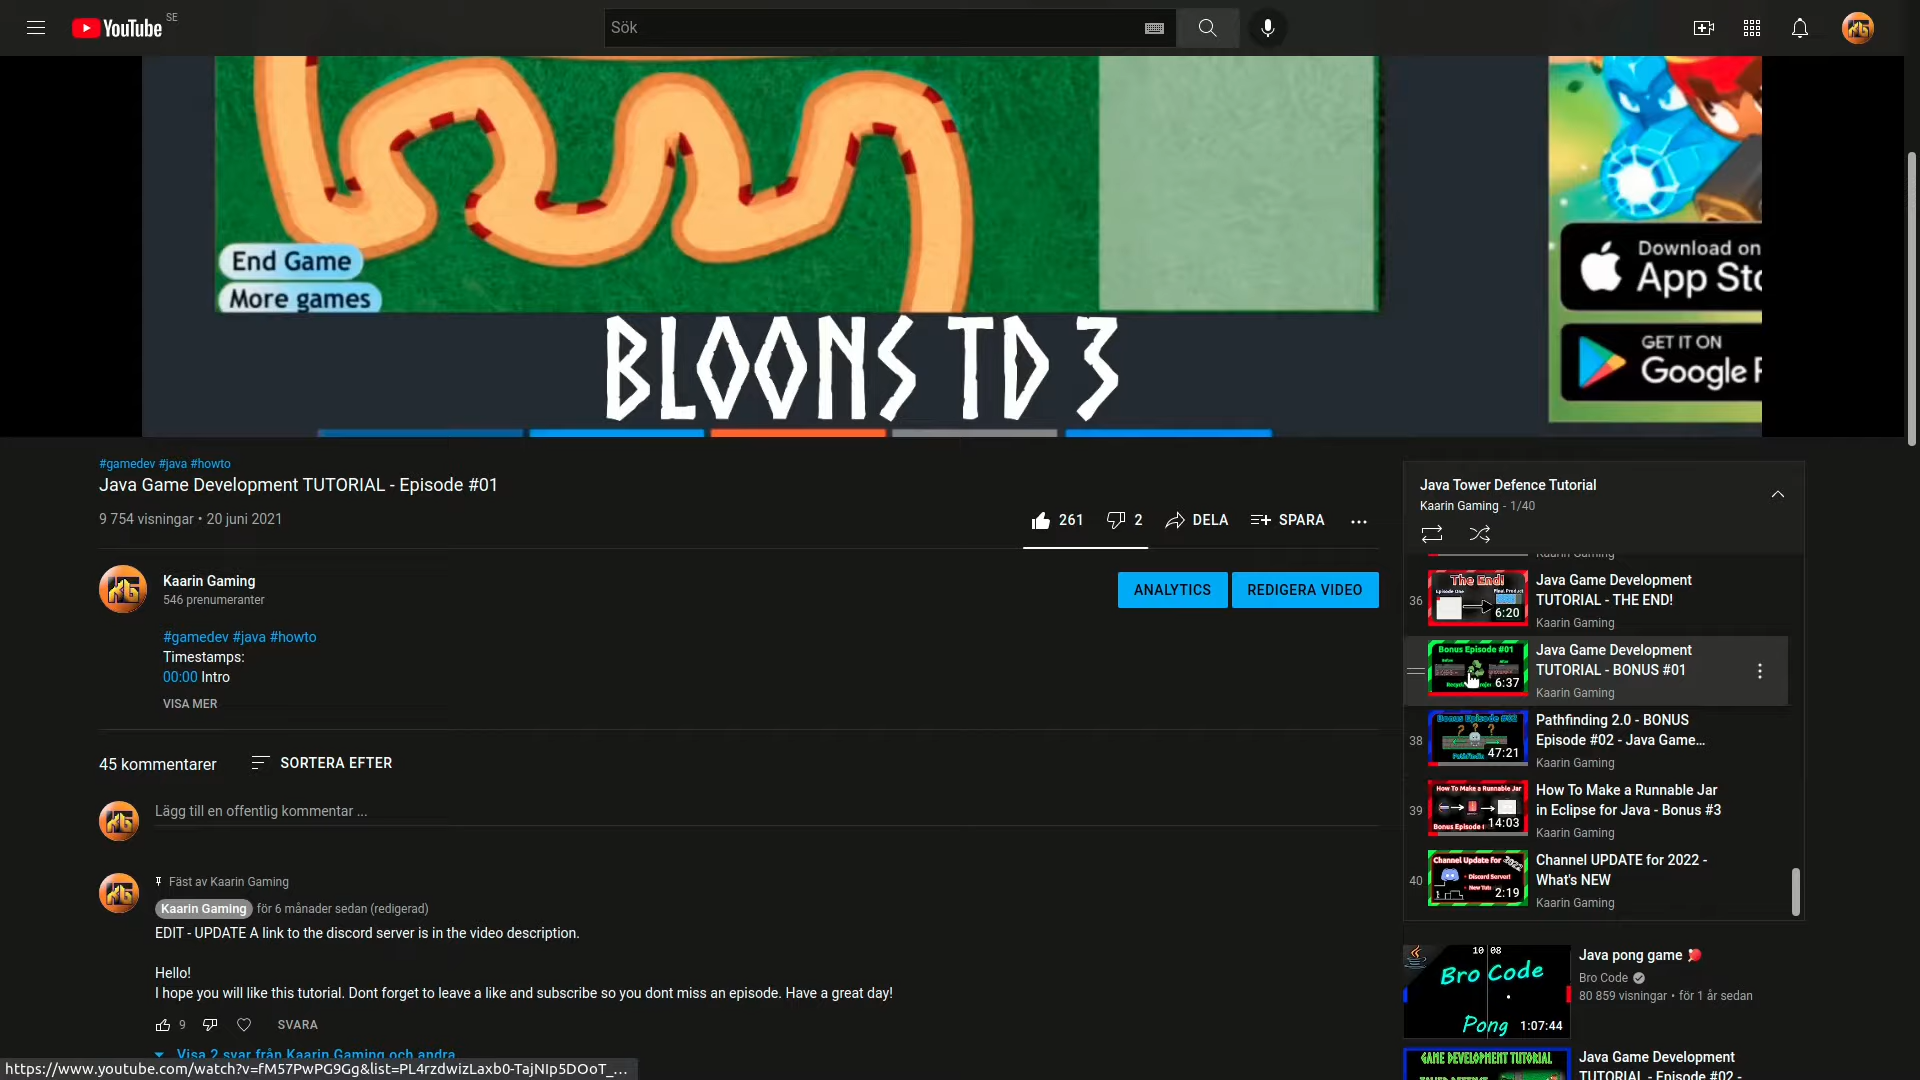 YouTube SE
Sök
End Game
More games
BLOONS TD 3
Download on
App Sto
GET IT ON
Google P
#gamedev #java #howto
Java Game Development TUTORIAL - Episode #01
9 754 visningar • 20 juni 2021
261
2
DELA
SPARA
Kaarin Gaming
546 prenumeranter
ANALYTICS
REDIGERA VIDEO
#gamedev #java #howto
Timestamps:
00:00 Intro
VISA MER
45 kommentarer
SORTERA EFTER
Lägg till en offentlig kommentar ...
Fäst av Kaarin Gaming
Kaarin Gaming för 6 månader sedan (redigerad)
EDIT - UPDATE A link to the discord server is in the video description.
Hello!
I hope you will like this tutorial. Dont forget to leave a like and subscribe so you dont miss an episode. Have a great day!
9
SVARA
Visa 2 svar från Kaarin Gaming och andra
https://www.youtube.com/watch?v=fM57PwPG9Gg&list=PL4rzdwizLaxb0-TajNIp5DOoT_...
Java Tower Defence Tutorial
Kaarin Gaming - 1/40
Kaarin Gaming
36
The End!
Episode One
Final Product
6:20
Java Game Development
TUTORIAL - THE END!
Kaarin Gaming
Bonus Episode #01
6:37
Java Game Development
TUTORIAL - BONUS #01
Kaarin Gaming
38
Bonus Episode #02
47:21
Pathfinding 2.0 - BONUS
Episode #02 - Java Game...
Kaarin Gaming
39
How To Make a Runnable Jar
14:03
How To Make a Runnable Jar
in Eclipse for Java - Bonus #3
Kaarin Gaming
40
Channel Update for 2022
Discord Server!
2:19
Channel UPDATE for 2022 -
What's NEW
Kaarin Gaming
10 08
Bro Code
Pong
1:07:44
Java pong game
Bro Code
80 859 visningar • för 1 år sedan
GAME DEVELOPMENT TUTORIAL
Java Game Development
TUTORIAL - Episode #02 -